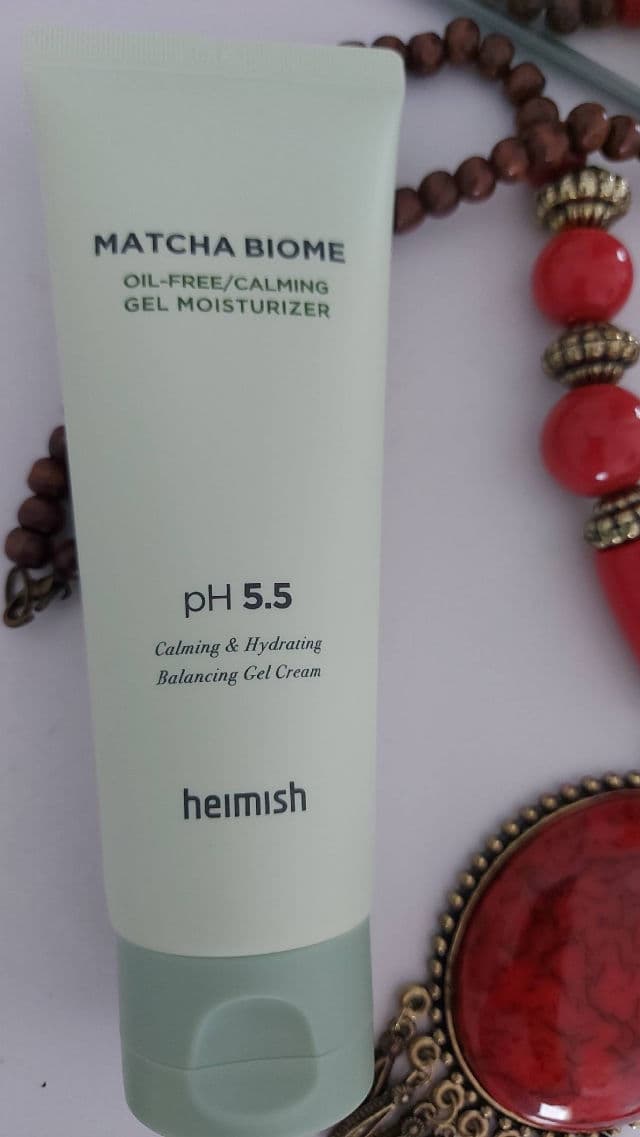 MATCHA BIOME
OIL-FREE/CALMING
GEL MOISTURIZER
pH 5.5
Calming & Hydrating
Balancing Gel Cream
heimish